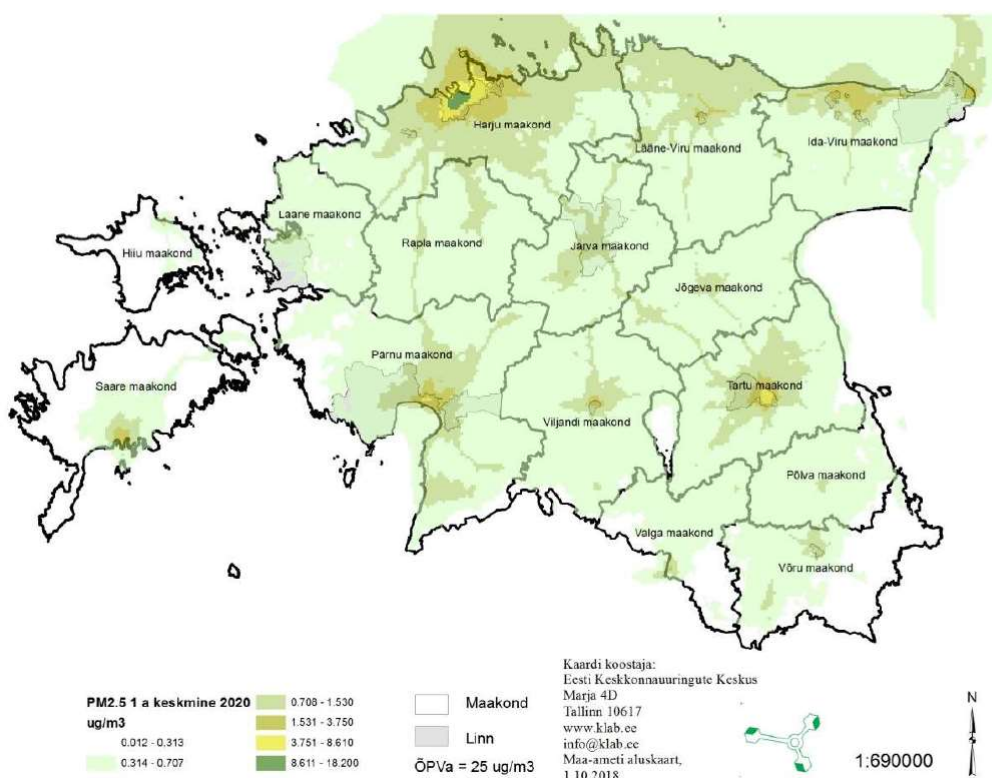 Harju maakond
Lääne-Viru maakond
Ida-Viru maakond
Lääne maakond
Hiiu maakond
Rapla maakond
Järva maakond
Jõgeva maakond
Pärnu maakond
Saare maakond
Tartu maakond
Viljandi maakond
Põlva maakond
Valga maakond
Võru maakond
PM2.5 1 a keskmine 2020
ug/m3
0.012 - 0.313
0.314 - 0.707
0.708 - 1.530
1.531 - 3.750
3.751 - 8.610
8.611 - 18.200
Maakond
Linn
ÕPVa = 25 ug/m3
Kaardi koostaja:
Eesti Keskkonnauuringute Keskus
Marja 4D
Tallinn 10617
www.klab.ee
info@klab.ee
Maa-ameti aluskaart,
1.10.2018
1:690000
N